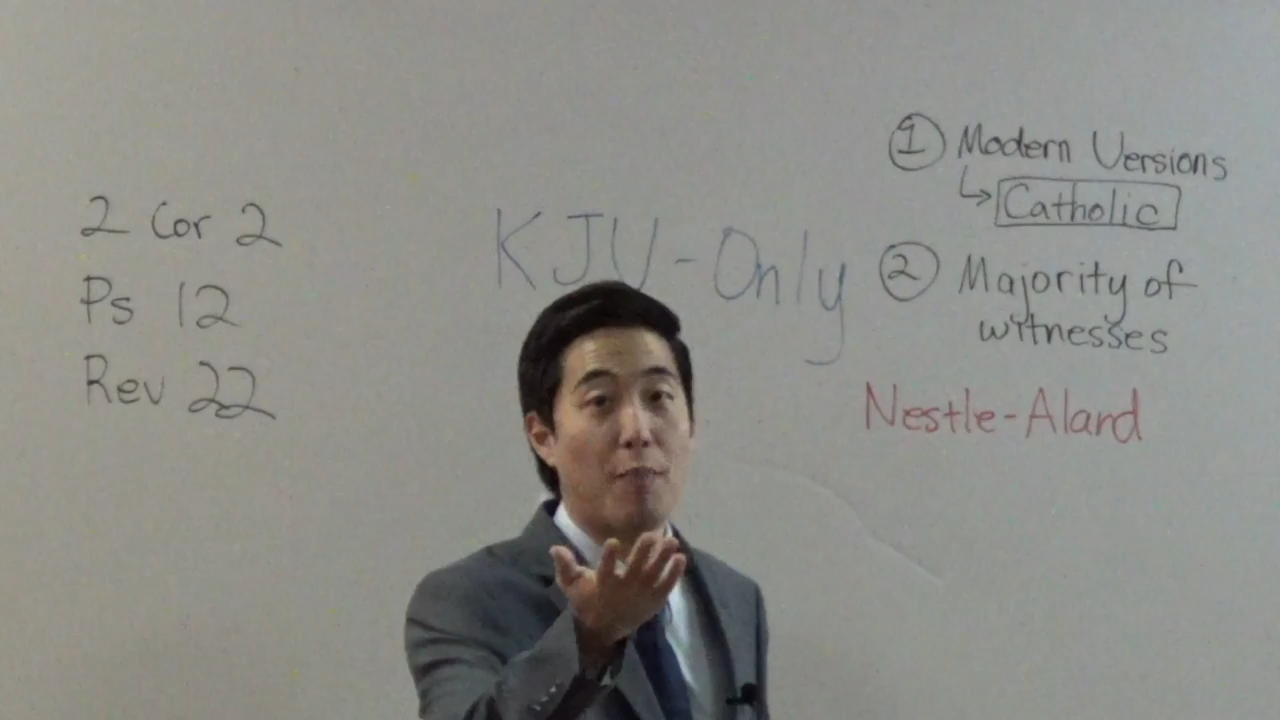 2 Cor 2
Ps 12
Rev 22
KJV-Only
1 Modern Versions
↳ Catholic
2 Majority of
witnesses
Nestle-Aland